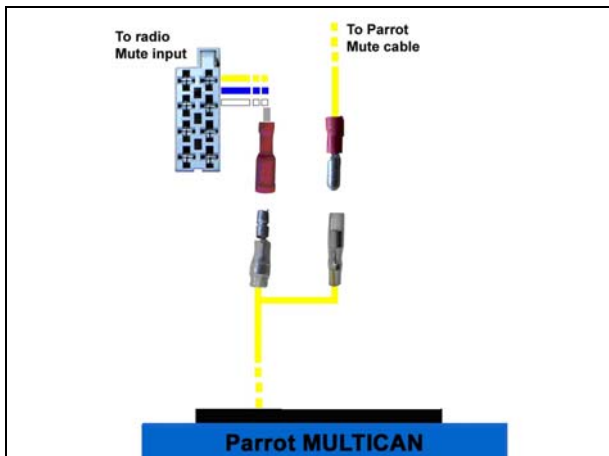 To radio
Mute input
To Parrot
Mute cable
Parrot MULTICAN